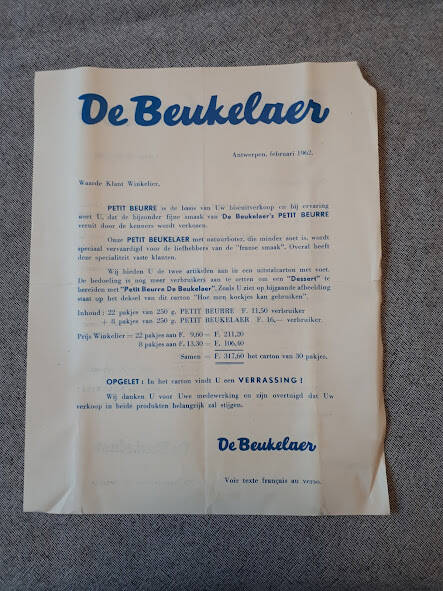 De Beukelaer
Antwerpen, februari 1962.
Waarde Klant Winkelier,
PETIT BEURRE is de basis van Uw biscuitverkoop en bij ervaring
weet U, dat de bijzonder fijne smaak van De Beukelaer's PETIT BEURRE
veruit door de kenners wordt verkozen.
Onze PETIT BEUKELAER met natuurboter, die minder zoet is, wordt
speciaal vervaardigd voor de liefhebbers van de "franse smaak". Overal heeft
deze specialiteit vaste klanten.
Wij bieden U de twee artikelen aan in een uitstalkarton met voet.
De bedoeling is nog meer verbruikers aan te zetten om een "Dessert" te
bereiden met "Petit Beurre De Beukelaer". Zoals U ziet op bijgaande afbeelding
staat op het deksel van dit carton "Hoe men kockjes kan gebruiken".
Inhoud : 22 pakjes van 250 g. PETIT BEURRE F. 11,50 verbruiker
+ 8 pakjes van 250 g. PETIT BEUKELAER F. 16,— verbruiker.
Prijs Winkelier = 22 pakjes aan F. 9,60 = F. 211,20
8 pakjes aan F. 13,30 = F. 106,40
Samen = F. 317,60 het carton van 30 pakjes.
OPGELET : In het carton vindt U een VERRASSING !
Wij danken U voor Uwe medewerking en zijn overtuigd dat Uw
verkoop in beide produkten belangrijk zal stijgen.
De Beukelaer
Voir texte français au verso.